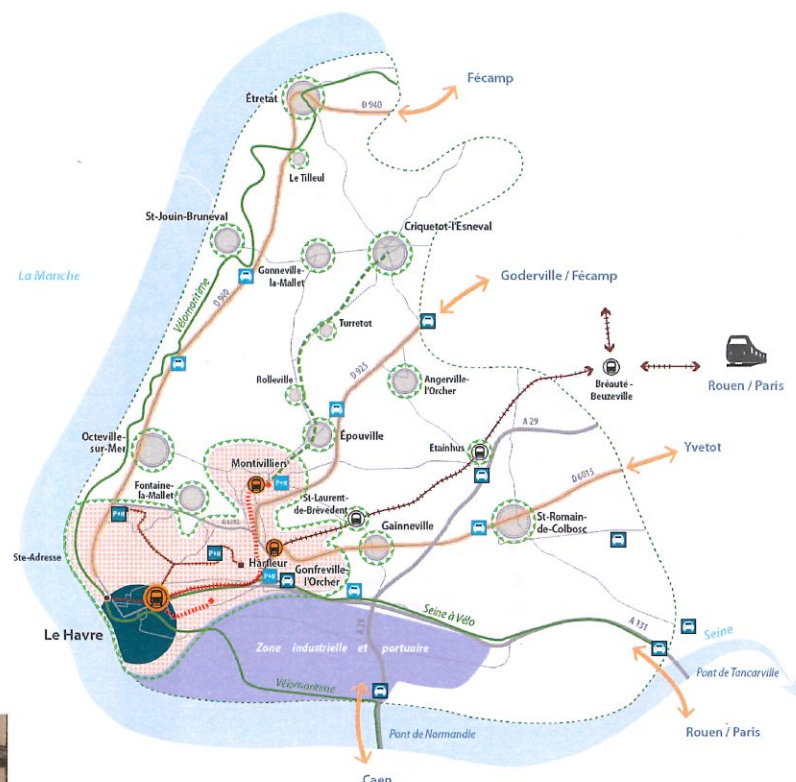 Fécamp
Étretat
D 940
Le Tilleul
St-Jouin-Bruneval
Criquetot-l'Esneval
La Manche
Gonneville-
la-Mallet
Goderville / Fécamp
Vélomaritime
D 940
Turretot
D 925
Rolleville
Angerville-
l'Orcher
Bréauté -
Beuzeville
Rouen / Paris
A 29
Octeville-
sur-Mer
Épouville
Étainhus
Yvetot
Montivilliers
P+R
D 6015
Fontaine-
la-Mallet
St-Laurent-
de-Brèvedent
P+R
Gainneville
St-Romain-
de-Colbosc
P+R
Ste-Adresse
Harfleur
P+R
Gonfreville-
l'Orcher
Le Havre
Seine à Vélo
A 29
Zone industrielle et portuaire
A 131
Seine
Vélomaritime
Pont de Tancarville
Pont de Normandie
Rouen / Paris
Caen